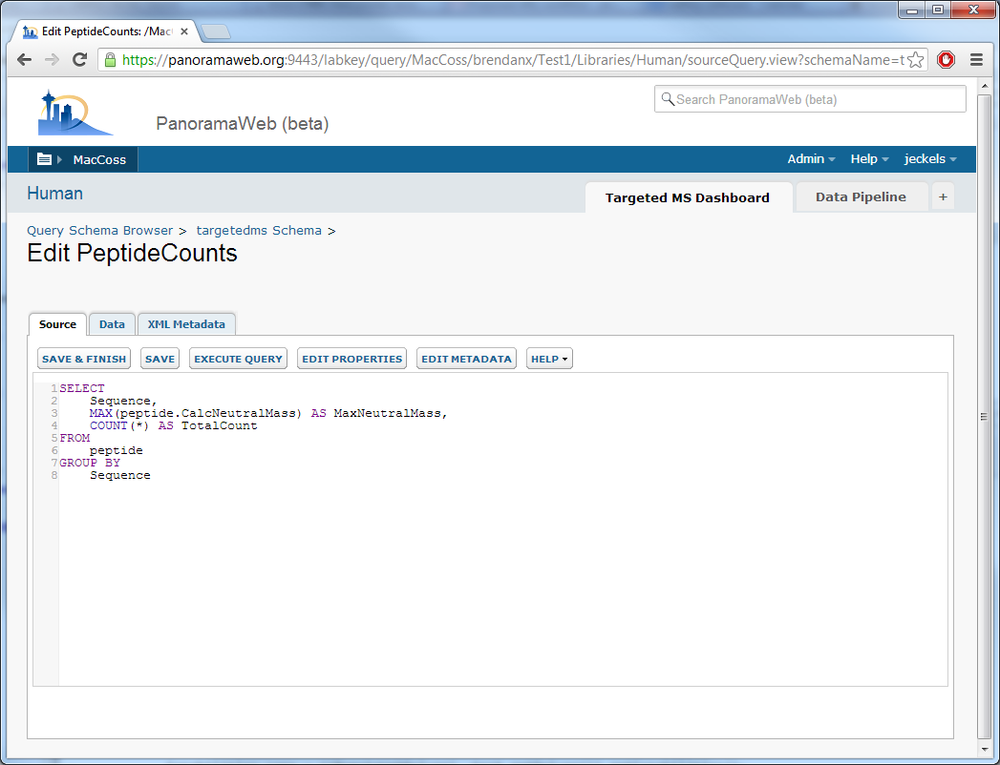 Edit PeptideCounts: /Mac
https://panoramaweb.org:9443/labkey/query/MacCoss/brendanx/Test1/Libraries/Human/sourceQuery.view?schemaName=t
Search PanoramaWeb (beta)
PanoramaWeb (beta)
MacCoss
Admin Help jeckels
Human
Targeted MS Dashboard Data Pipeline +
Query Schema Browser > targetedms Schema >
Edit PeptideCounts
Source Data XML Metadata
SAVE & FINISH SAVE EXECUTE QUERY EDIT PROPERTIES EDIT METADATA HELP
1 SELECT
2 Sequence,
3 MAX(peptide.CalcNeutralMass) AS MaxNeutralMass,
4 COUNT(*) AS TotalCount
5 FROM
6 peptide
7 GROUP BY
8 Sequence